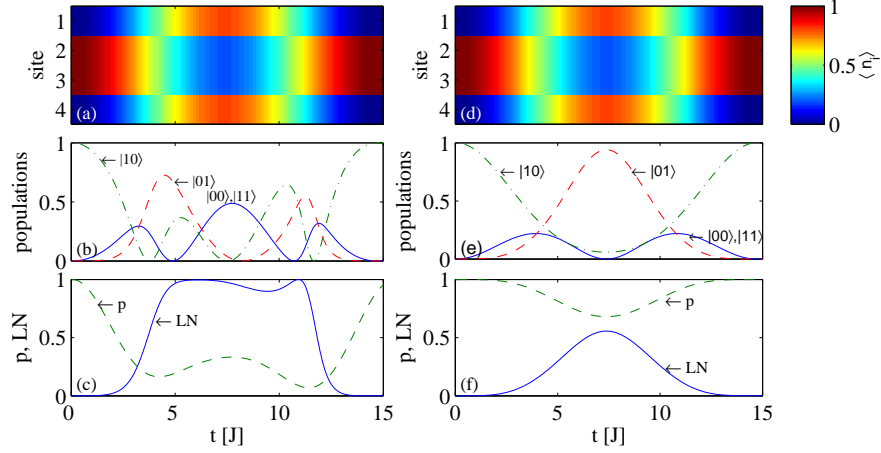 site
1
2
3
4
(a)
site
1
2
3
4
(d)
1
0.5
0
⟨ n_i ⟩
populations
1
0.5
0
←|10⟩
←|01⟩
|00⟩,|11⟩
(b)
populations
1
0.5
0
←|10⟩
|01⟩
←|00⟩,|11⟩
(e)
p, LN
1
0.5
0
← p
← LN
(c)
0
5
10
15
t [J]
p, LN
1
0.5
0
← p
← LN
(f)
0
5
10
15
t [J]